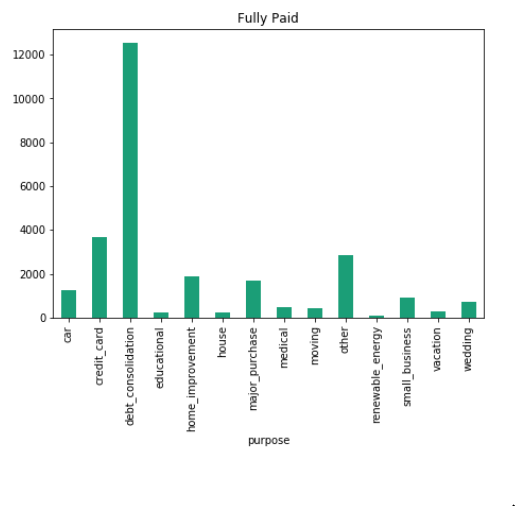 Fully Paid
12000
10000
8000
6000
4000
2000
0
car
credit_card
debt_consolidation
educational
home_improvement
house
major_purchase
medical
moving
other
renewable_energy
small_business
vacation
wedding
purpose